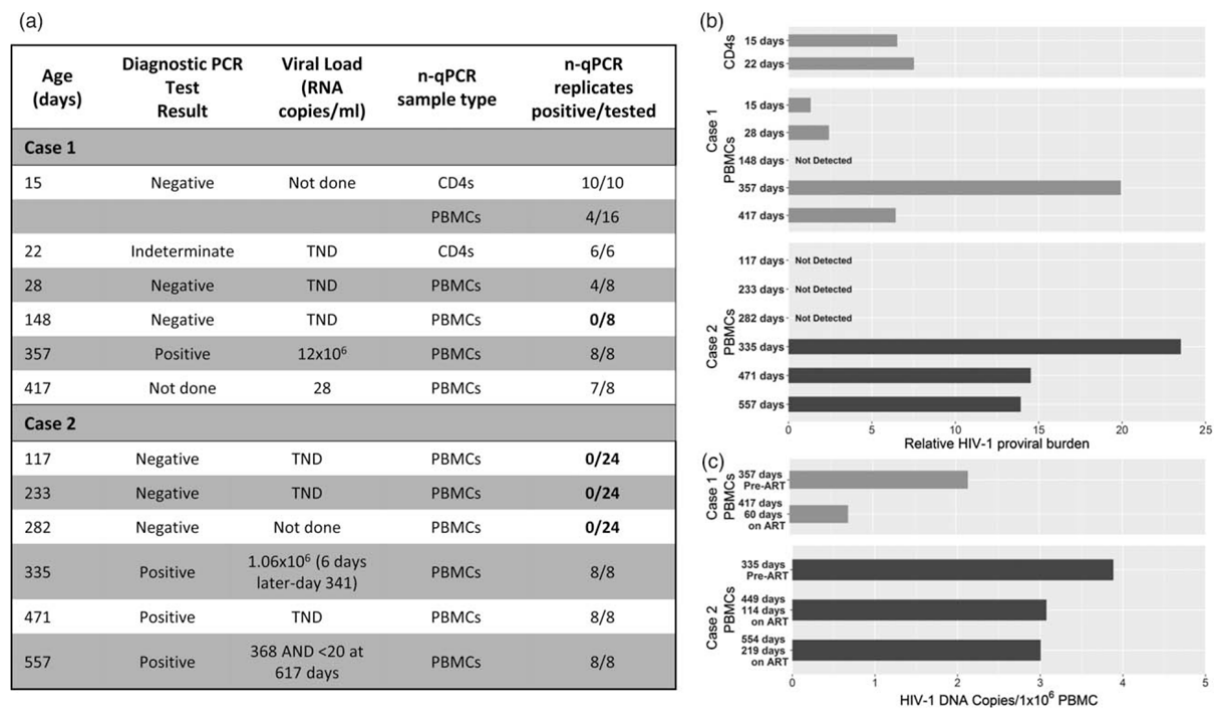 (a)
Age
(days)
Diagnostic PCR
Test
Result
Viral Load
(RNA
copies/ml)
n-qPCR
sample type
n-qPCR
replicates
positive/tested
Case 1
15 Negative Not done CD4s 10/10
PBMCs 4/16
22 Indeterminate TND CD4s 6/6
28 Negative TND PBMCs 4/8
148 Negative TND PBMCs 0/8
357 Positive 12x10⁶ PBMCs 8/8
417 Not done 28 PBMCs 7/8
Case 2
117 Negative TND PBMCs 0/24
233 Negative TND PBMCs 0/24
282 Negative Not done PBMCs 0/24
335 Positive 1.06x10⁶ (6 days
later-day 341) PBMCs 8/8
471 Positive TND PBMCs 8/8
557 Positive 368 AND <20 at
617 days PBMCs 8/8
(b)
CD4s
15 days
22 days
Case 1
PBMCs
15 days
28 days
148 days Not Detected
357 days
417 days
Case 2
PBMCs
117 days Not Detected
233 days Not Detected
282 days Not Detected
335 days
471 days
557 days
0 5 10 15 20 25
Relative HIV-1 proviral burden
(c)
Case 1
PBMCs
357 days
Pre-ART
417 days
60 days
on ART
Case 2
PBMCs
335 days
Pre-ART
449 days
114 days
on ART
554 days
219 days
on ART
0 1 2 3 4 5
HIV-1 DNA Copies/1x10⁶ PBMC